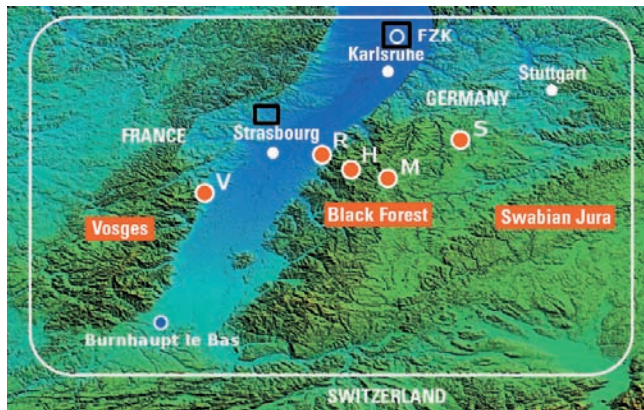 FZK
Karlsruhe
Stuttgart
GERMANY
FRANCE
Strasbourg
R
H
M
S
V
Vosges
Black Forest
Swabian Jura
Burnhaupt le Bas
SWITZERLAND